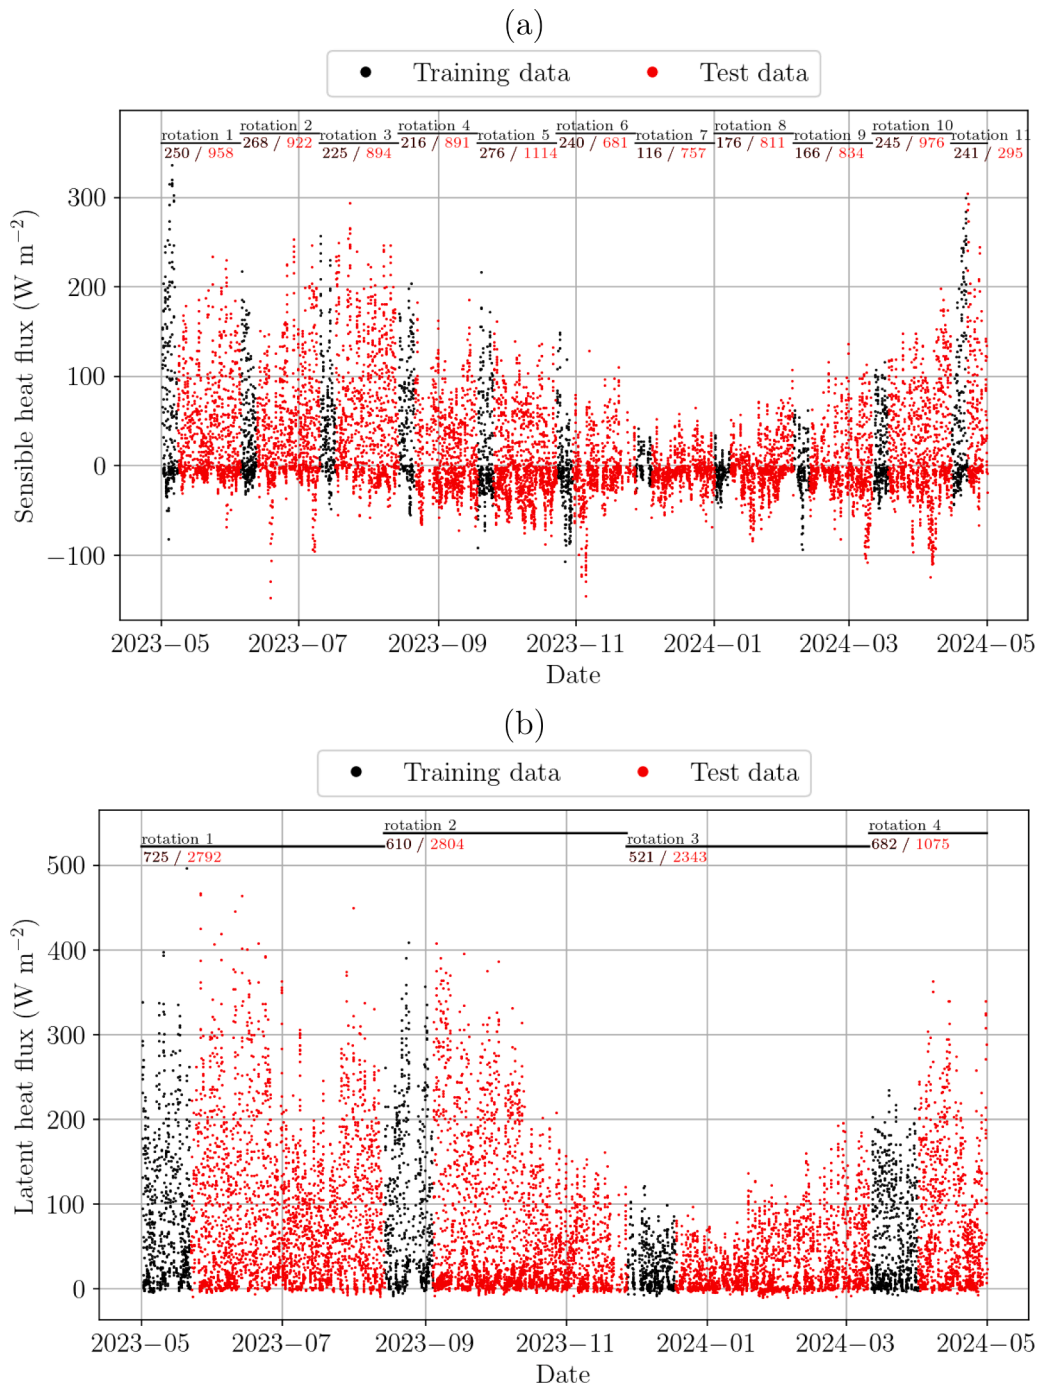 (a)
Training data Test data
rotation 1 rotation 2 rotation 3 rotation 4 rotation 5 rotation 6 rotation 7 rotation 8 rotation 9 rotation 10 rotation 11
250 / 958 268 / 922 225 / 894 216 / 891 276 / 1114 240 / 681 116 / 757 176 / 811 166 / 834 245 / 976 241 / 295
300
200
100
0
−100
Sensible heat flux (W m−2)
2023−05 2023−07 2023−09 2023−11 2024−01 2024−03 2024−05
Date
(b)
Training data Test data
rotation 1 rotation 2 rotation 3 rotation 4
725 / 2792 610 / 2804 521 / 2343 682 / 1075
500
400
300
200
100
0
Latent heat flux (W m−2)
2023−05 2023−07 2023−09 2023−11 2024−01 2024−03 2024−05
Date